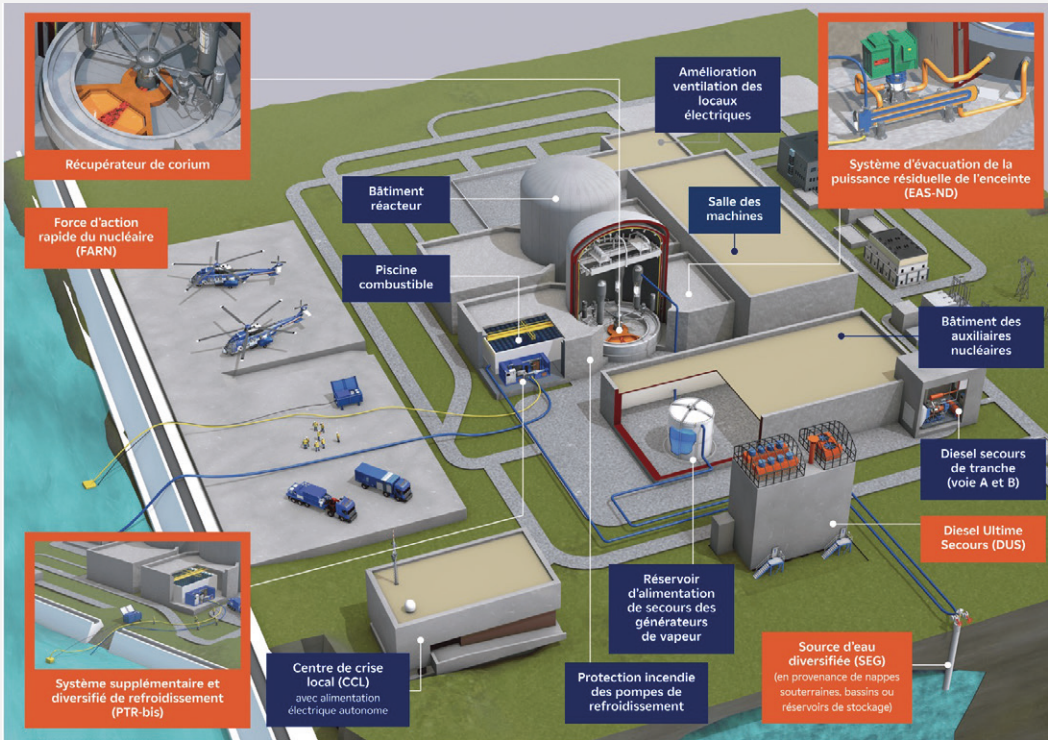 Récupérateur de corium
Force d'action
rapide du nucléaire
(FARN)
Amélioration
ventilation des
locaux
électriques
Système d'évacuation de la
puissance résiduelle de l'enceinte
(EAS-ND)
Bâtiment
réacteur
Salle des
machines
Piscine
combustible
Bâtiment des
auxiliaires
nucléaires
Diesel secours
de tranche
(voie A et B)
Diesel Ultime
Secours (DUS)
Réservoir
d'alimentation
de secours des
générateurs
de vapeur
Système supplémentaire et
diversifié de refroidissement
(PTR-bis)
Centre de crise
local (CCL)
avec alimentation
électrique autonome
Protection incendie
des pompes de
refroidissement
Source d'eau
diversifiée (SEG)
(en provenance de nappes
souterraines, bassins ou
réservoirs de stockage)